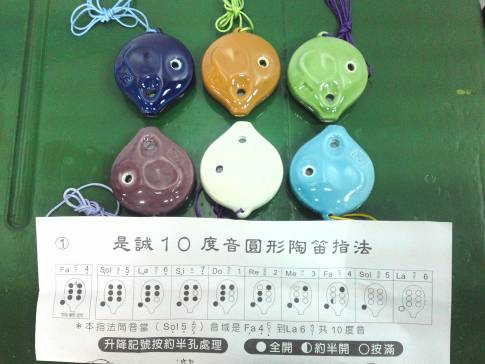 ① 是誠10度音圓形陶笛指法
Fa 4 Sol 5 La 6 Si 7 Do 1 Re 2 Me 3 Fa 4 Sol 5 La 6
*本指法筒音當(Sol5)音域是Fa4到La6共10度音
升降記號按約半孔處理 ●全開 ◐約半開 ○按滿